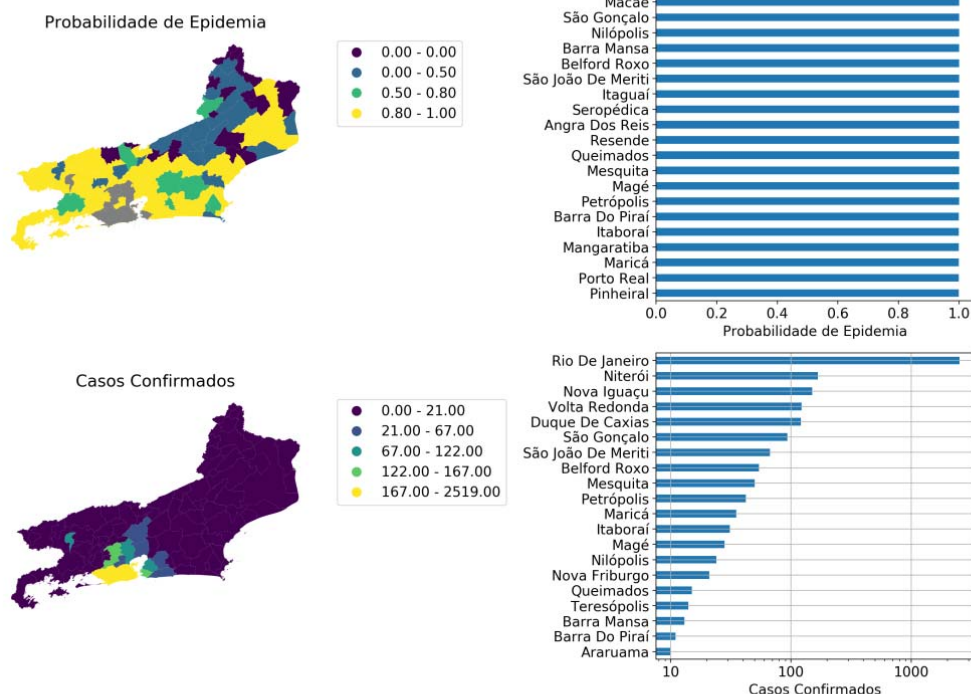 Probabilidade de Epidemia
0.00 - 0.00
0.00 - 0.50
0.50 - 0.80
0.80 - 1.00
Macaé
São Gonçalo
Nilópolis
Barra Mansa
Belford Roxo
São João De Meriti
Itaguaí
Seropédica
Angra Dos Reis
Resende
Queimados
Mesquita
Magé
Petrópolis
Barra Do Piraí
Itaboraí
Mangaratiba
Maricá
Porto Real
Pinheiral
0.0 0.2 0.4 0.6 0.8 1.0
Probabilidade de Epidemia
Casos Confirmados
0.00 - 21.00
21.00 - 67.00
67.00 - 122.00
122.00 - 167.00
167.00 - 2519.00
Rio De Janeiro
Niterói
Nova Iguaçu
Volta Redonda
Duque De Caxias
São Gonçalo
São João De Meriti
Belford Roxo
Mesquita
Petrópolis
Maricá
Itaboraí
Magé
Nilópolis
Nova Friburgo
Queimados
Teresópolis
Barra Mansa
Barra Do Piraí
Araruama
10 100 1000
Casos Confirmados